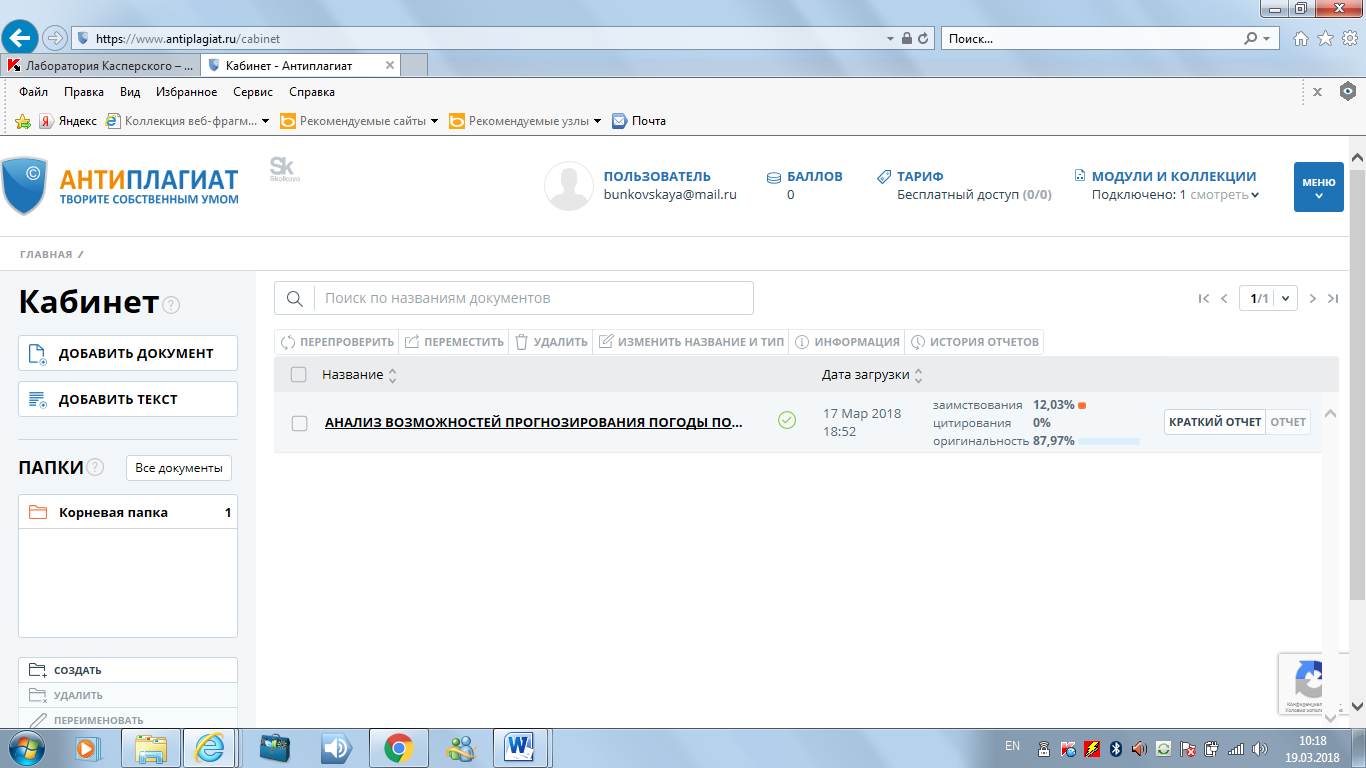 https://www.antiplagiat.ru/cabinet
Поиск...
Лаборатория Касперского – ...
Кабинет - Антиплагиат
Файл Правка Вид Избранное Сервис Справка
Яндекс Коллекция веб-фрагм... Рекомендуемые сайты Рекомендуемые узлы Почта
АНТИПЛАГИАТ
ТВОРИТЕ СОБСТВЕННЫМ УМОМ
Sk
Skolkovo
ПОЛЬЗОВАТЕЛЬ
bunkovskaya@mail.ru
БАЛЛОВ
0
ТАРИФ
Бесплатный доступ (0/0)
МОДУЛИ И КОЛЛЕКЦИИ
Подключено: 1 смотреть
МЕНЮ
ГЛАВНАЯ /
Кабинет ?
ДОБАВИТЬ ДОКУМЕНТ
ДОБАВИТЬ ТЕКСТ
ПАПКИ ?
Все документы
Корневая папка 1
СОЗДАТЬ
УДАЛИТЬ
ПЕРЕИМЕНОВАТЬ
Поиск по названиям документов
1/1
ПЕРЕПРОВЕРИТЬ ПЕРЕМЕСТИТЬ УДАЛИТЬ ИЗМЕНИТЬ НАЗВАНИЕ И ТИП ИНФОРМАЦИЯ ИСТОРИЯ ОТЧЕТОВ
Название Дата загрузки
АНАЛИЗ ВОЗМОЖНОСТЕЙ ПРОГНОЗИРОВАНИЯ ПОГОДЫ ПО...
17 Мар 2018
18:52
заимствования 12,03%
цитирования 0%
оригинальность 87,97%
КРАТКИЙ ОТЧЕТ ОТЧЕТ
EN
10:18
19.03.2018